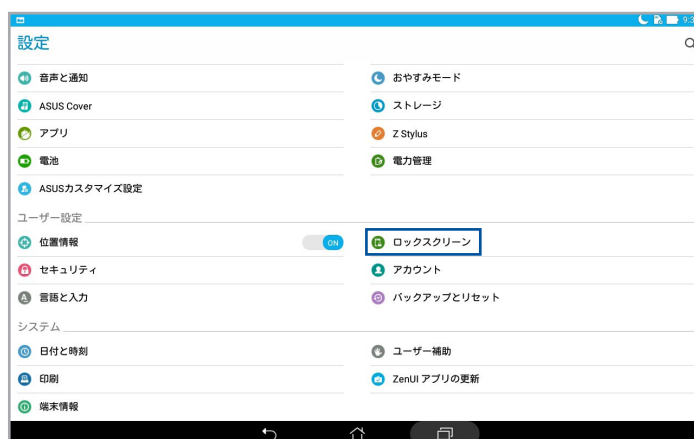 9:3
設定
音声と通知
おやすみモード
ASUS Cover
ストレージ
アプリ
Z Stylus
電池
電力管理
ASUSカスタマイズ設定
ユーザー設定
位置情報
ON
ロックスクリーン
セキュリティ
アカウント
言語と入力
バックアップとリセット
システム
日付と時刻
ユーザー補助
印刷
ZenUI アプリの更新
端末情報